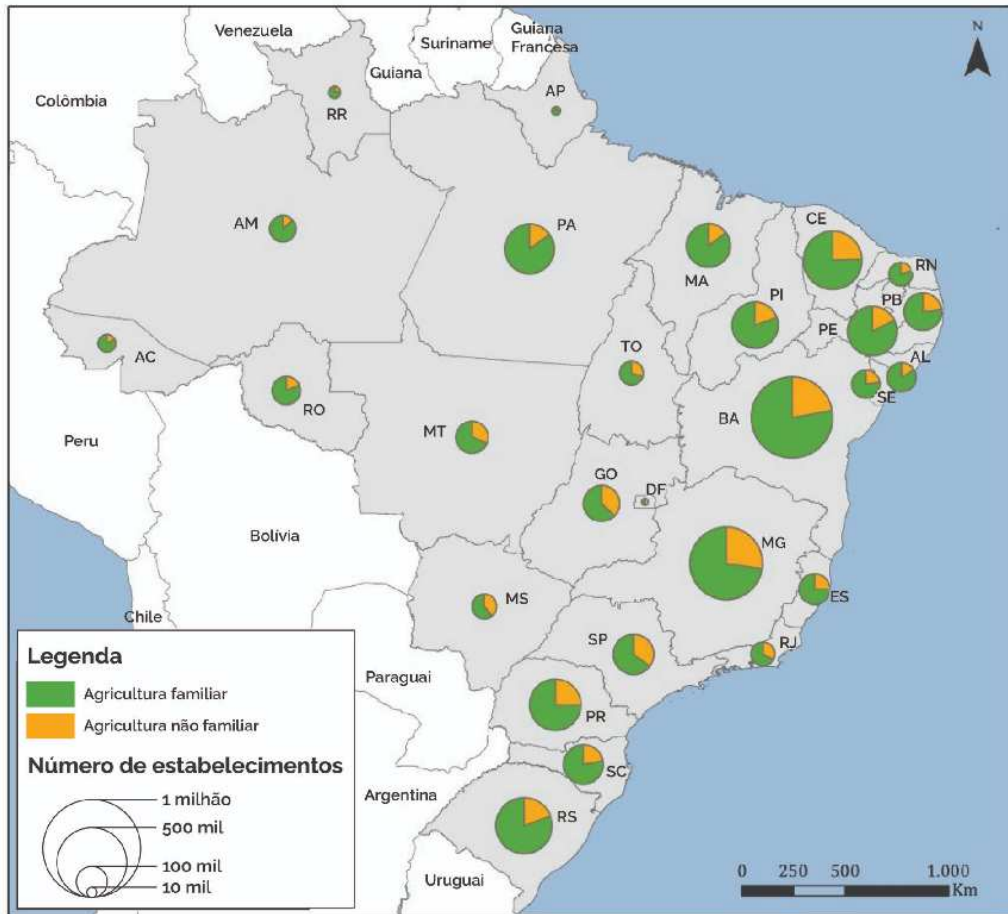 Venezuela
Guiana
Francesa
Suriname
Guiana
Colômbia
RR
AP
AM
PA
MA
CE
RN
PB
PI
PE
AL
SE
TO
BA
AC
RO
MT
Peru
GO
DF
Bolívia
MG
ES
MS
Chile
SP
RJ
Paraguai
PR
SC
Argentina
RS
Uruguai
N
Legenda
Agricultura familiar
Agricultura não familiar
Número de estabelecimentos
1 milhão
500 mil
100 mil
10 mil
0 250 500 1.000
Km